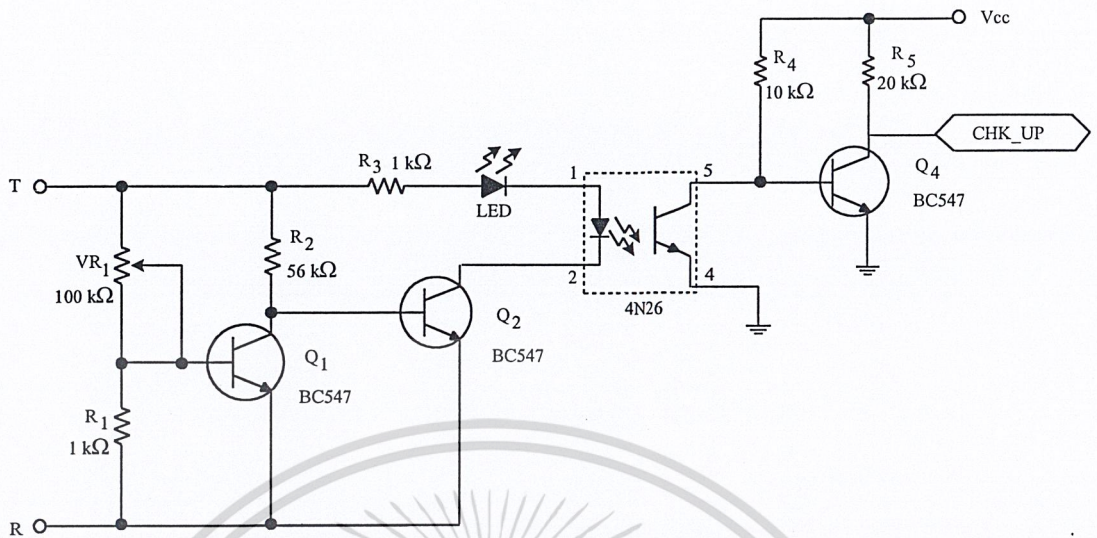 Vcc
R4
10 kΩ
R5
20 kΩ
CHK_UP
Q4
BC547
T
R3 1 kΩ
LED
1
5
2
4
4N26
R2
56 kΩ
VR1
100 kΩ
Q2
BC547
Q1
BC547
R1
1 kΩ
R